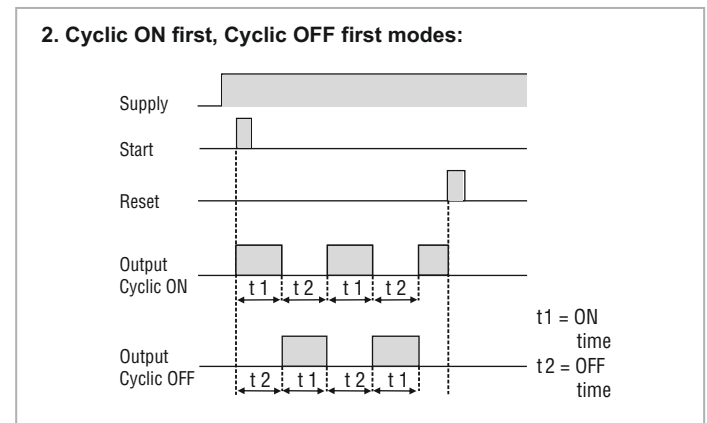 2. Cyclic ON first, Cyclic OFF first modes:
Supply
Start
Reset
Output
Cyclic ON
t 1 t 2 t 1 t 2
t1 = ON
time
t2 = OFF
time
Output
Cyclic OFF
t 2 t 1 t 2 t 1